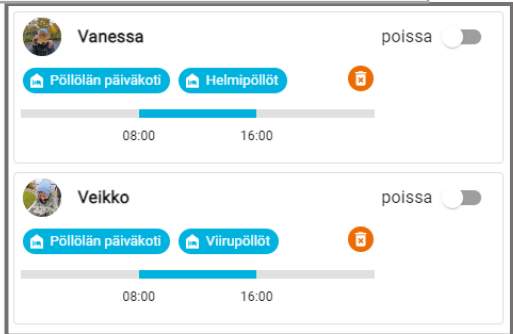 Vanessa poissa
Pöllölän päiväkoti Helmipöllöt
08:00 16:00
Veikko poissa
Pöllölän päiväkoti Viirupöllöt
08:00 16:00